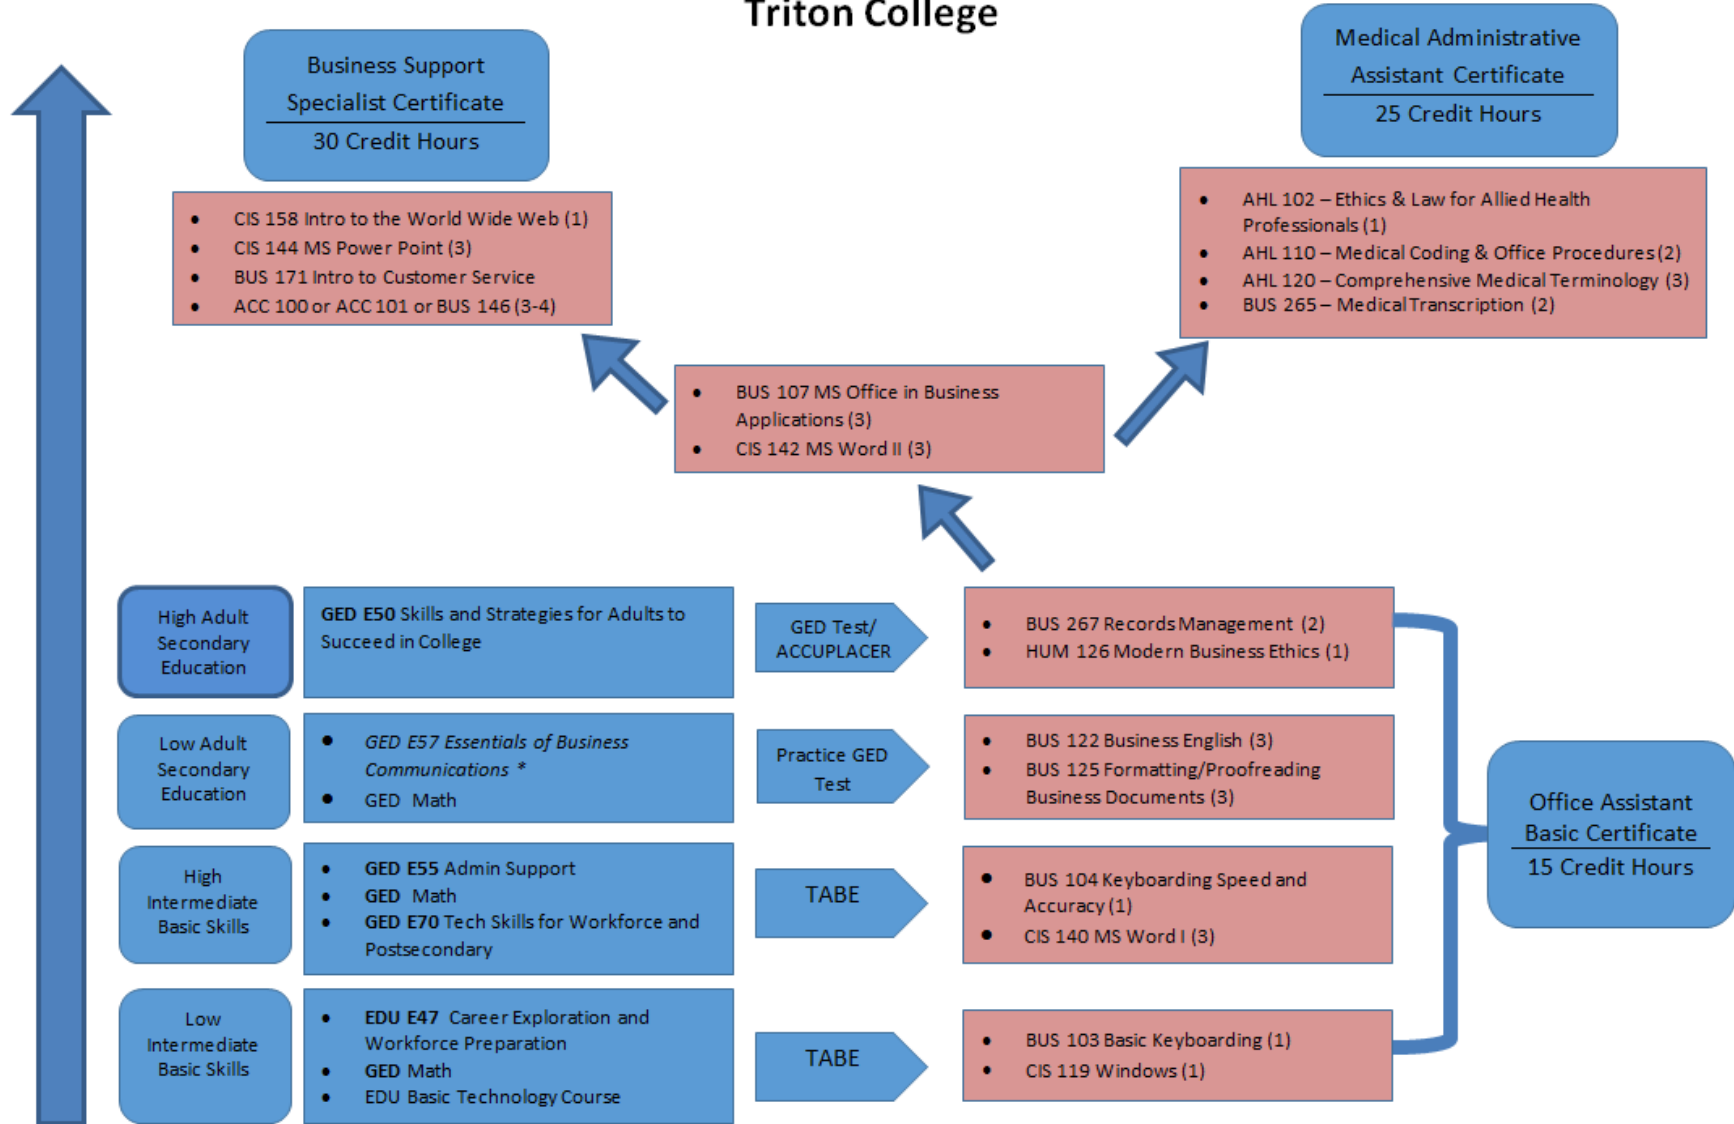 Triton College
Business Support
Specialist Certificate
30 Credit Hours
Medical Administrative
Assistant Certificate
25 Credit Hours
• CIS 158 Intro to the World Wide Web (1)
• CIS 144 MS Power Point (3)
• BUS 171 Intro to Customer Service
• ACC 100 or ACC 101 or BUS 146 (3-4)
• AHL 102 – Ethics & Law for Allied Health
Professionals (1)
• AHL 110 – Medical Coding & Office Procedures (2)
• AHL 120 – Comprehensive Medical Terminology (3)
• BUS 265 – Medical Transcription (2)
• BUS 107 MS Office in Business
Applications (3)
• CIS 142 MS Word II (3)
High Adult
Secondary
Education
GED E50 Skills and Strategies for Adults to
Succeed in College
GED Test/
ACCUPLACER
• BUS 267 Records Management (2)
• HUM 126 Modern Business Ethics (1)
Low Adult
Secondary
Education
• GED E57 Essentials of Business
Communications *
• GED Math
Practice GED
Test
• BUS 122 Business English (3)
• BUS 125 Formatting/Proofreading
Business Documents (3)
Office Assistant
Basic Certificate
15 Credit Hours
High
Intermediate
Basic Skills
• GED E55 Admin Support
• GED Math
• GED E70 Tech Skills for Workforce and
Postsecondary
TABE
• BUS 104 Keyboarding Speed and
Accuracy (1)
• CIS 140 MS Word I (3)
Low
Intermediate
Basic Skills
• EDU E47 Career Exploration and
Workforce Preparation
• GED Math
• EDU Basic Technology Course
TABE
• BUS 103 Basic Keyboarding (1)
• CIS 119 Windows (1)